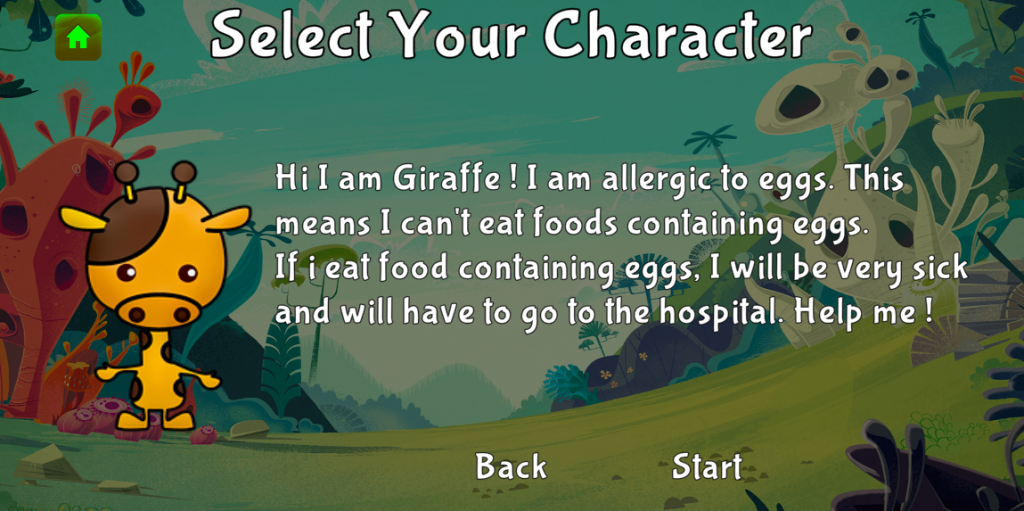 Select Your Character
Hi I am Giraffe ! I am allergic to eggs. This
means I can't eat foods containing eggs.
If i eat food containing eggs, I will be very sick
and will have to go to the hospital. Help me !
Back
Start